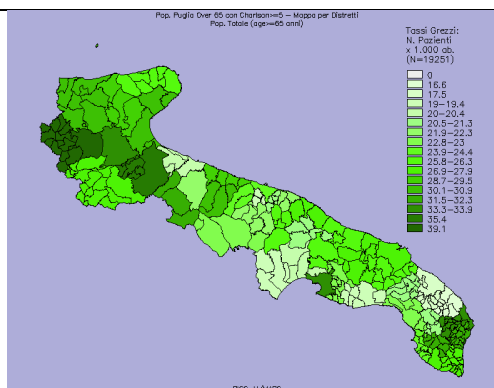 Pop. Puglia Over 65 con Charlson>=5 – Mappa per Distretti
Pop. Totale (age>=65 anni)
Tassi Grezzi:
N. Pazienti
x 1.000 ab.
(N=19251)
0
16.6
17.5
19–19.4
20–20.4
20.5–21.3
21.9–22.3
22.8–23
23.9–24.4
25.8–26.3
26.9–27.9
28.7–29.5
30.1–30.9
31.5–32.3
33.3–33.9
35.4
39.1